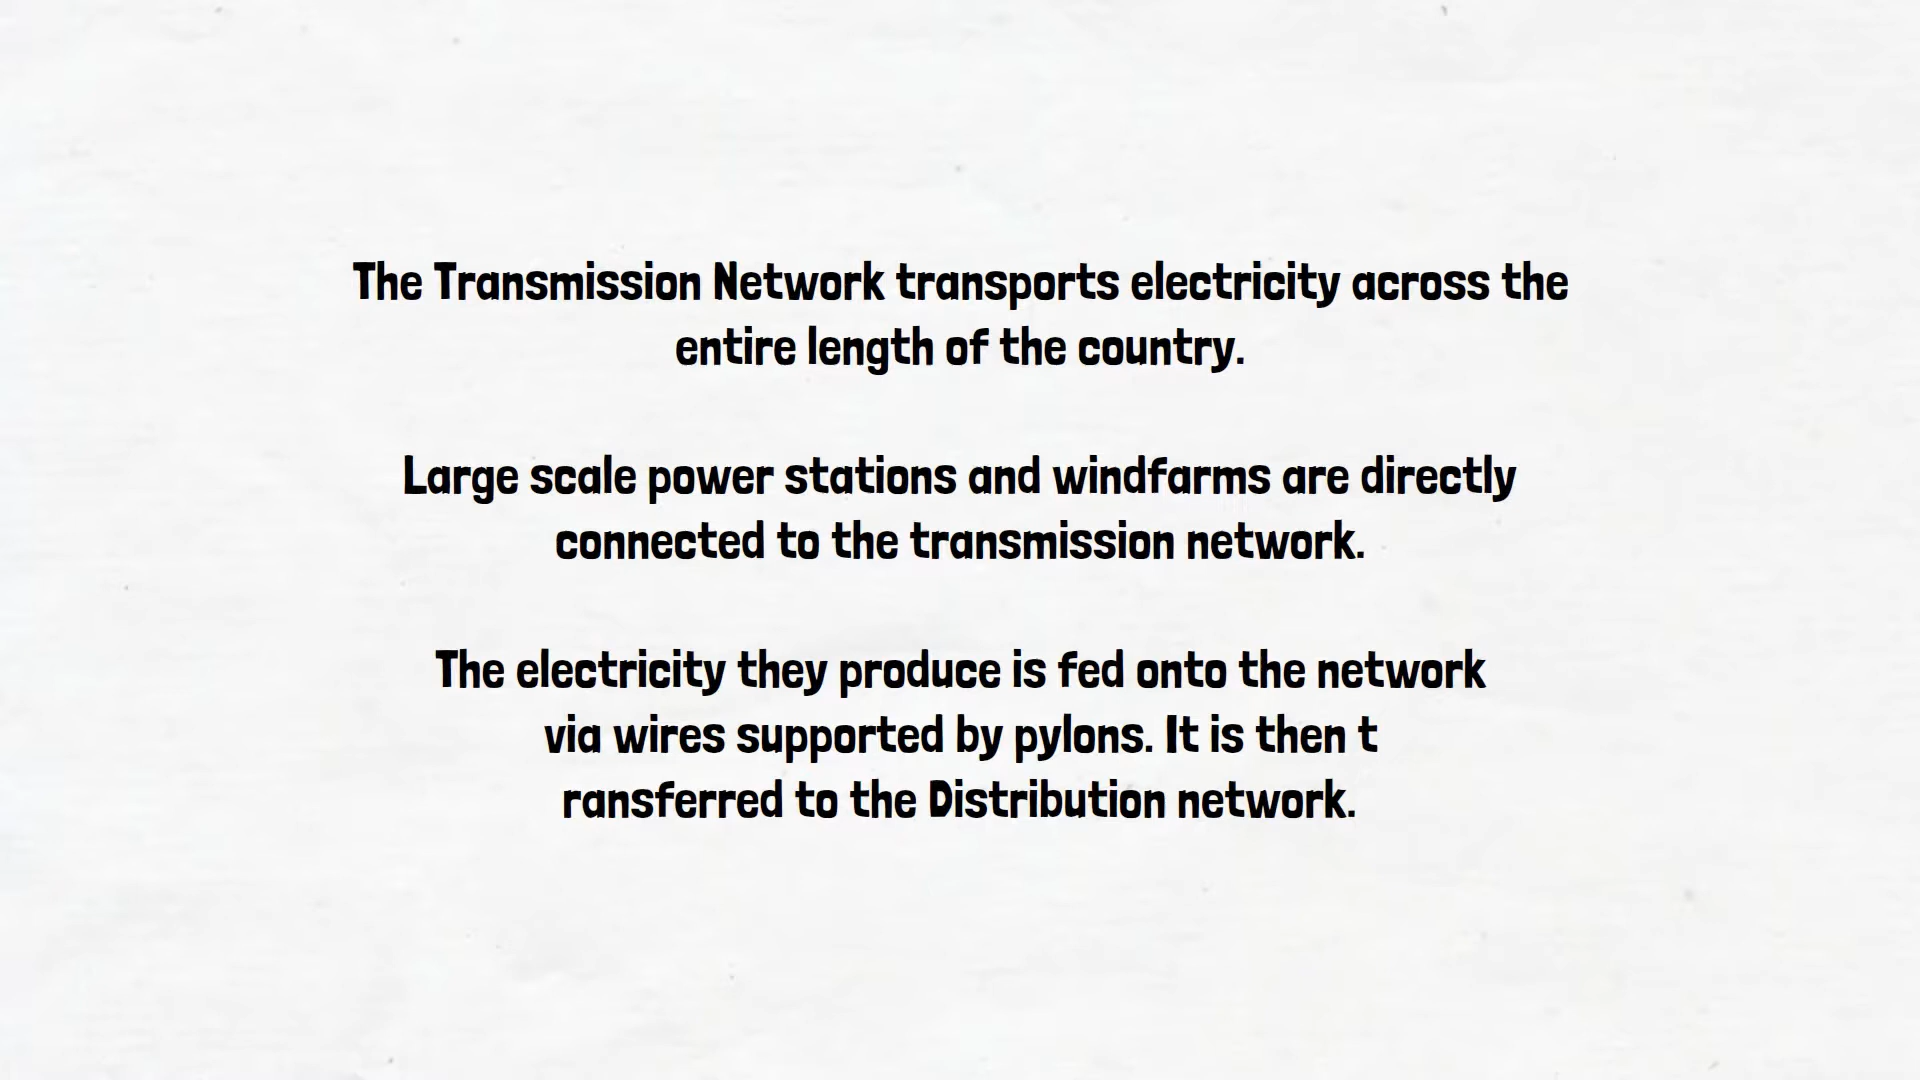 The Transmission Network transports electricity across the
entire length of the country.
Large scale power stations and windfarms are directly
connected to the transmission network.
The electricity they produce is fed onto the network
via wires supported by pylons. It is then t
ransferred to the Distribution network.